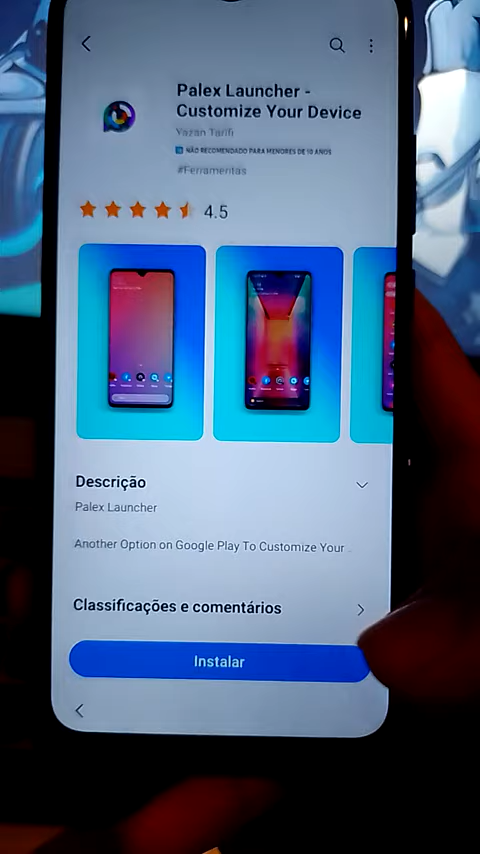 Palex Launcher -
Customize Your Device
Yazan Tarifi
NÃO RECOMENDADO PARA MENORES DE 10 ANOS
#Ferramentas
4.5
Descrição
Palex Launcher
Another Option on Google Play To Customize Your...
Classificações e comentários
Instalar